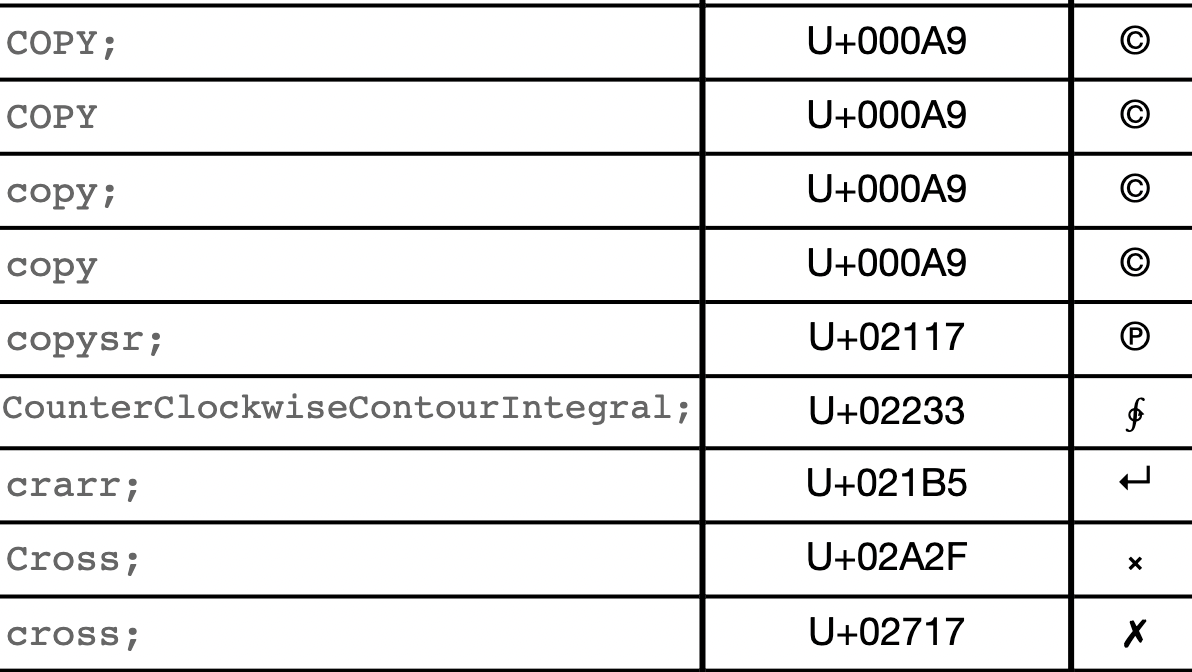 COPY; U+000A9 ©
COPY U+000A9 ©
copy; U+000A9 ©
copy U+000A9 ©
copysr; U+02117 ℗
CounterClockwiseContourIntegral; U+02233 ∳
crarr; U+021B5 ↵
Cross; U+02A2F ⨯
cross; U+02717 ✗